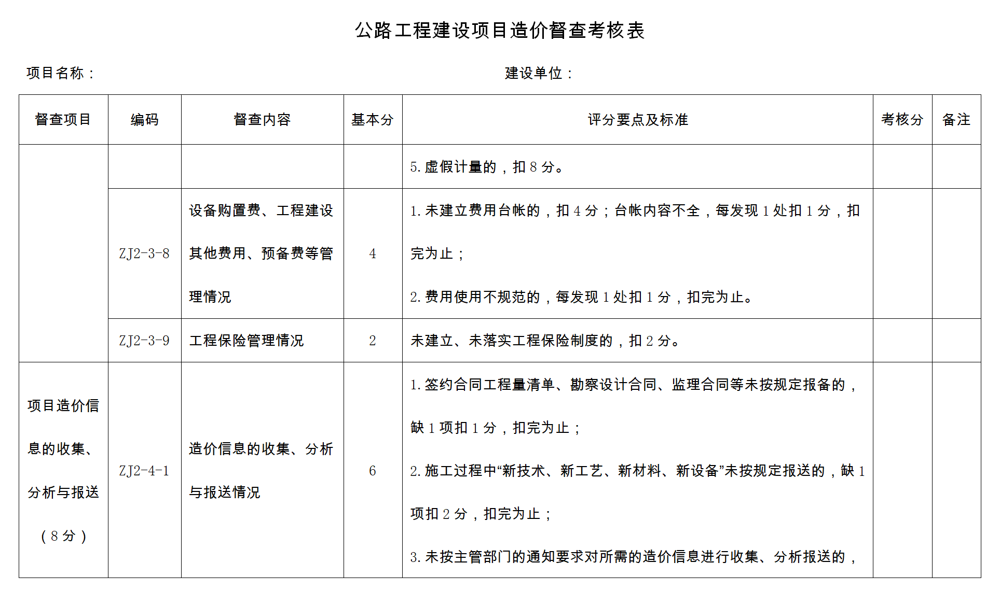 公路工程建设项目造价督查考核表
项目名称： 建设单位：
督查项目 编码 督查内容 基本分 评分要点及标准 考核分 备注
5.虚假计量的，扣 8 分。
ZJ2-3-8
设备购置费、工程建设
其他费用、预备费等管
理情况
4
1.未建立费用台帐的，扣 4 分；台帐内容不全，每发现 1 处扣 1 分，扣
完为止；
2.费用使用不规范的，每发现 1 处扣 1 分，扣完为止。
ZJ2-3-9 工程保险管理情况 2 未建立、未落实工程保险制度的，扣 2 分。
项目造价信
息的收集、
分析与报送
（8 分）
ZJ2-4-1
造价信息的收集、分析
与报送情况
6
1.签约合同工程量清单、勘察设计合同、监理合同等未按规定报备的，
缺 1 项扣 1 分，扣完为止；
2.施工过程中“新技术、新工艺、新材料、新设备”未按规定报送的，缺 1
项扣 2 分，扣完为止；
3.未按主管部门的通知要求对所需的造价信息进行收集、分析报送的，